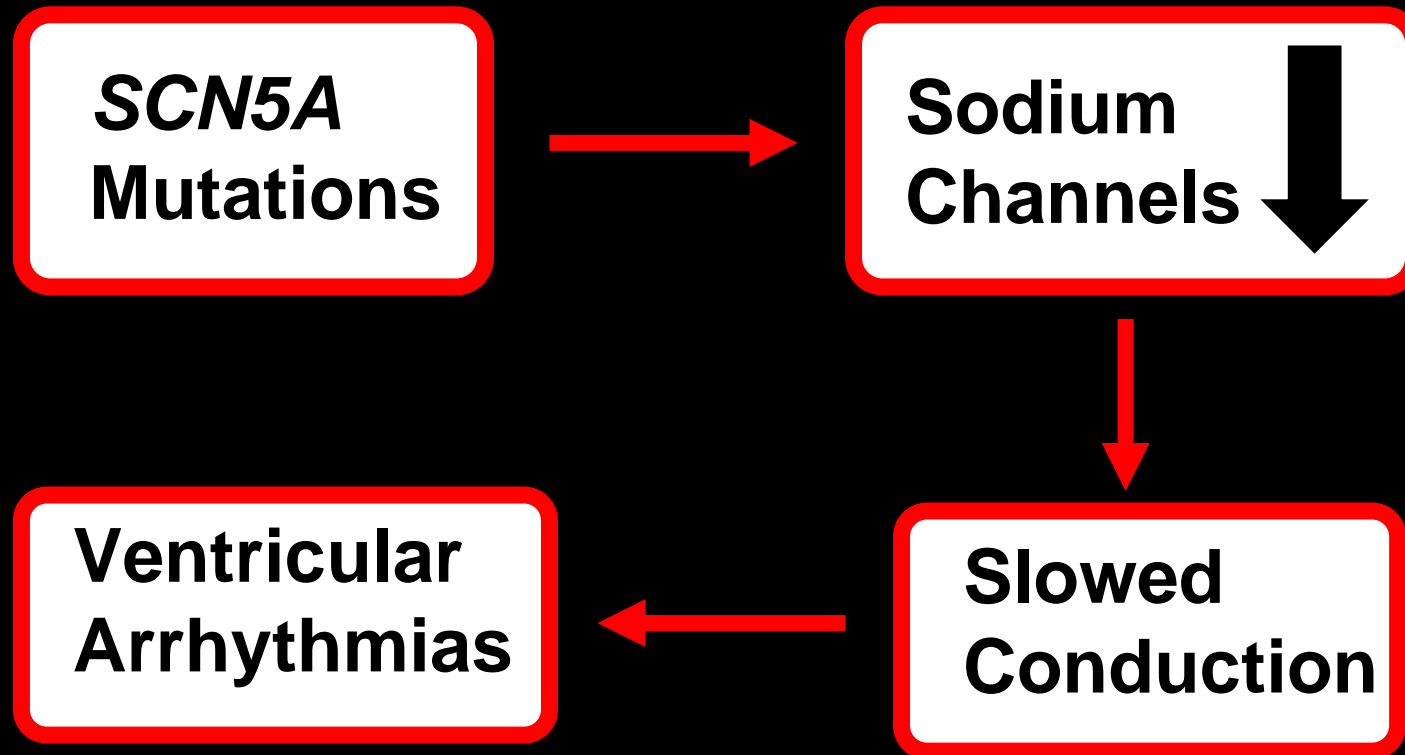 SCN5A
Mutations
Sodium
Channels
Slowed
Conduction
Ventricular
Arrhythmias